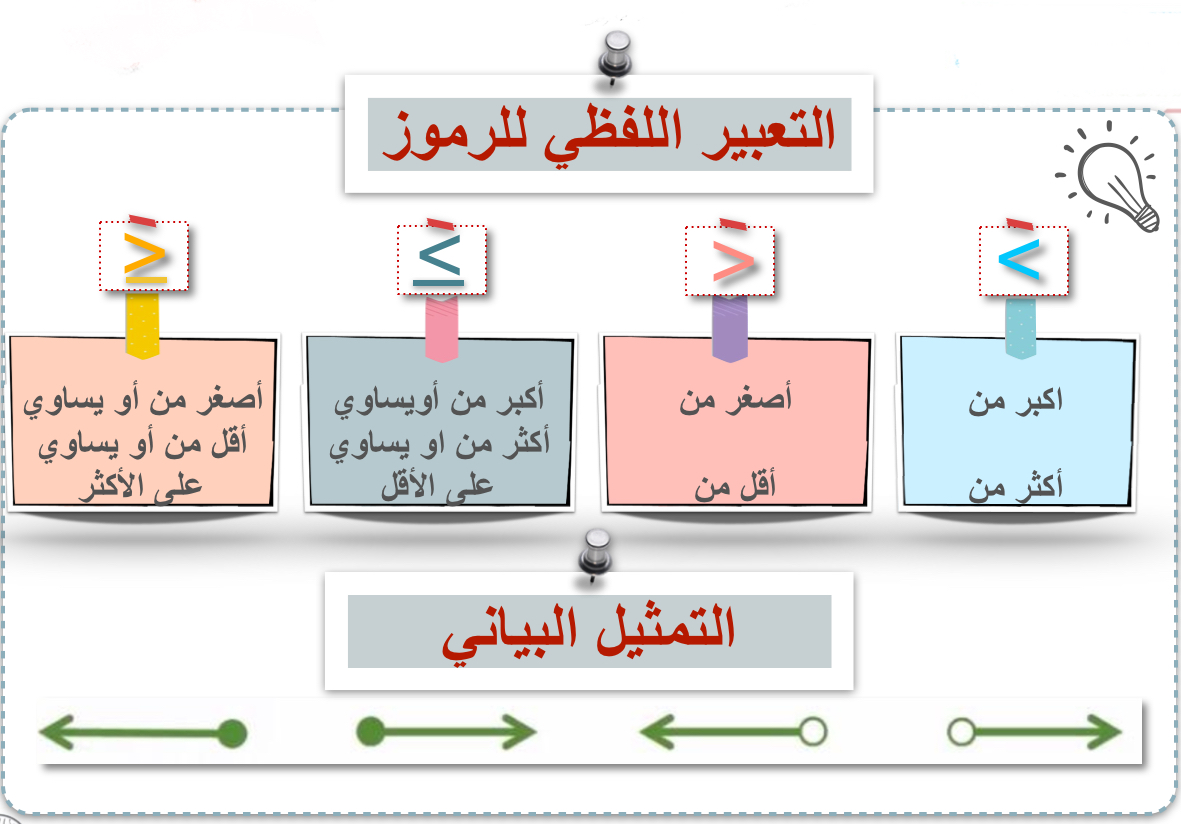 التعبير اللفظي للرموز
<
اكبر من
أكثر من
>
أصغر من
أقل من
≤
أكبر من أويساوي
أكثر من او يساوي
على الأقل
≥
أصغر من أو يساوي
أقل من أو يساوي
على الأكثر
التمثيل البياني